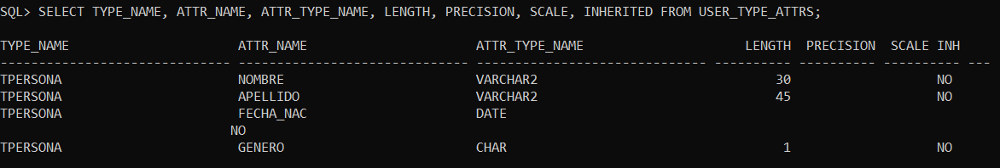 SQL> SELECT TYPE_NAME, ATTR_NAME, ATTR_TYPE_NAME, LENGTH, PRECISION, SCALE, INHERITED FROM USER_TYPE_ATTRS;
TYPE_NAME                      ATTR_NAME                      ATTR_TYPE_NAME                     LENGTH  PRECISION      SCALE INH
------------------------------ ------------------------------ ------------------------------ ---------- ---------- ---------- ---
TPERSONA                       NOMBRE                         VARCHAR2                               30                       NO
TPERSONA                       APELLIDO                       VARCHAR2                               45                       NO
TPERSONA                       FECHA_NAC                      DATE
                              NO
TPERSONA                       GENERO                         CHAR                                    1                       NO